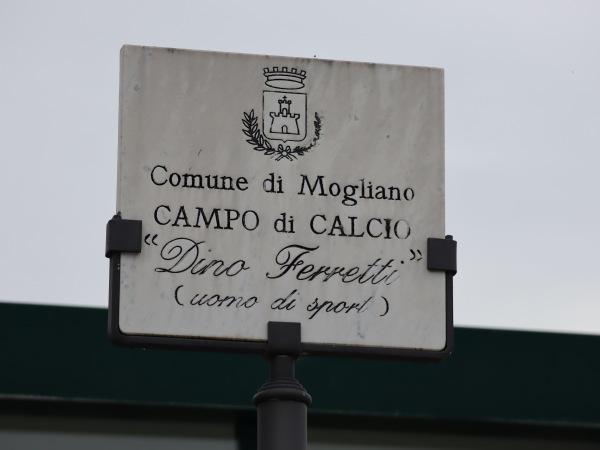 Comune di Mogliano
CAMPO di CALCIO
"Dino Ferretti"
(uomo di sport)